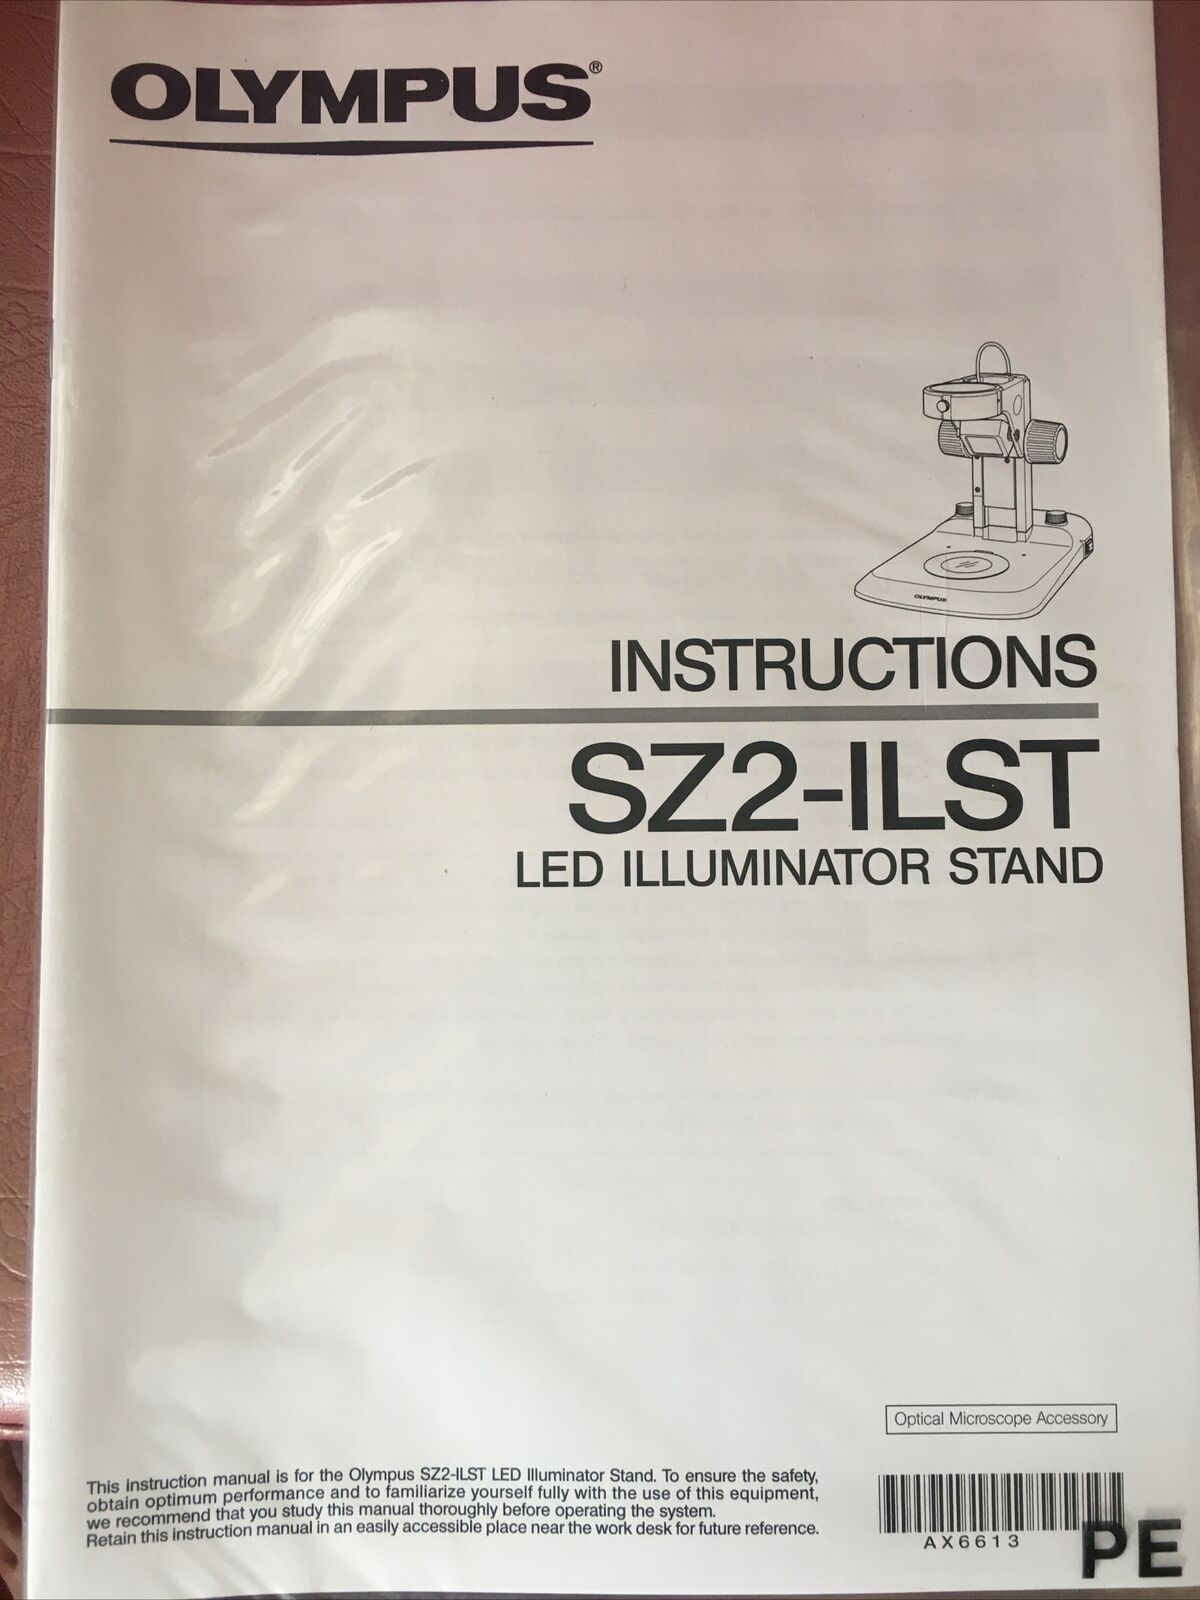 OLYMPUS®
OLYMPUS
INSTRUCTIONS
SZ2-ILST
LED ILLUMINATOR STAND
Optical Microscope Accessory
This instruction manual is for the Olympus SZ2-ILST LED Illuminator Stand. To ensure the safety,
obtain optimum performance and to familiarize yourself fully with the use of this equipment,
we recommend that you study this manual thoroughly before operating the system.
Retain this instruction manual in an easily accessible place near the work desk for future reference.
AX6613
PE